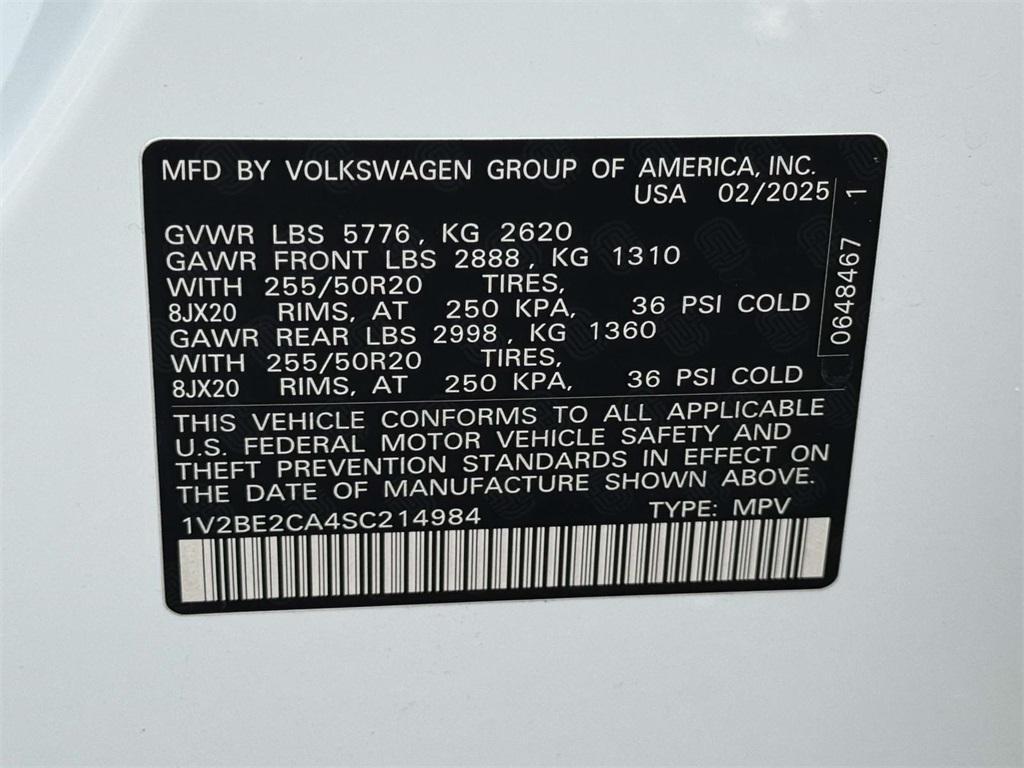 MFD BY VOLKSWAGEN GROUP OF AMERICA, INC.
USA 02/2025
GVWR LBS 5776, KG 2620
GAWR FRONT LBS 2888, KG 1310
WITH 255/50R20 TIRES,
8JX20 RIMS, AT 250 KPA, 36 PSI COLD
GAWR REAR LBS 2998, KG 1360
WITH 255/50R20 TIRES,
8JX20 RIMS, AT 250 KPA, 36 PSI COLD
0648467 1
THIS VEHICLE CONFORMS TO ALL APPLICABLE
U.S. FEDERAL MOTOR VEHICLE SAFETY AND
THEFT PREVENTION STANDARDS IN EFFECT ON
THE DATE OF MANUFACTURE SHOWN ABOVE.
1V2BE2CA4SC214984 TYPE: MPV